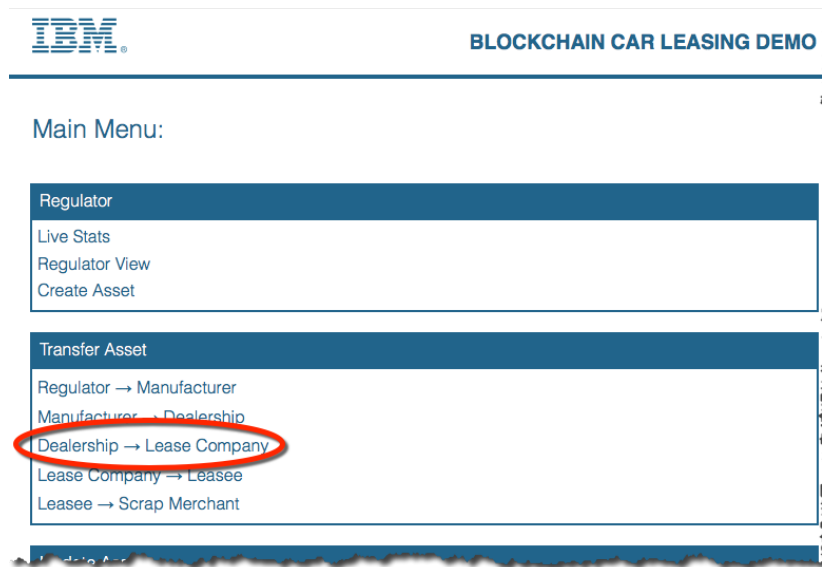 IBM®
BLOCKCHAIN CAR LEASING DEMO
Main Menu:
Regulator
Live Stats
Regulator View
Create Asset
Transfer Asset
Regulator → Manufacturer
Manufacturer → Dealership
Dealership → Lease Company
Lease Company → Leasee
Leasee → Scrap Merchant